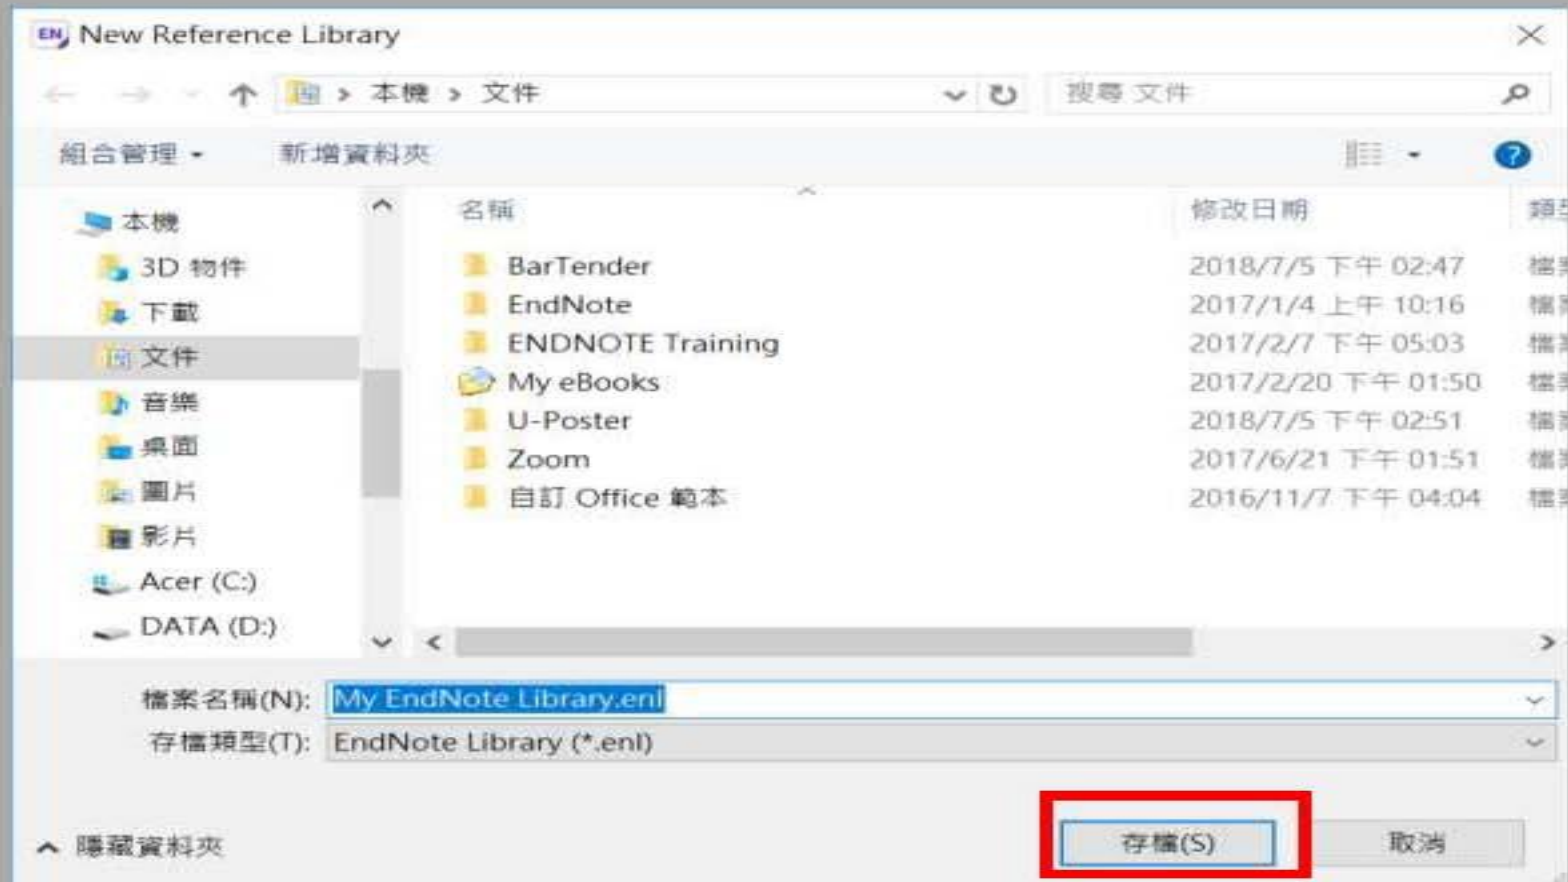 EN New Reference Library
本機 › 文件
搜尋 文件
組合管理
新增資料夾
?
名稱 修改日期
本機
3D 物件
下載
文件
音樂
桌面
圖片
影片
Acer (C:)
DATA (D:)
BarTender 2018/7/5 下午 02:47
EndNote 2017/1/4 上午 10:16
ENDNOTE Training 2017/2/7 下午 05:03
My eBooks 2017/2/20 下午 01:50
U-Poster 2018/7/5 下午 02:51
Zoom 2017/6/21 下午 01:51
自訂 Office 範本 2016/11/7 下午 04:04
檔案名稱(N): My EndNote Library.enl
存檔類型(T): EndNote Library (*.enl)
隱藏資料夾
存檔(S)
取消